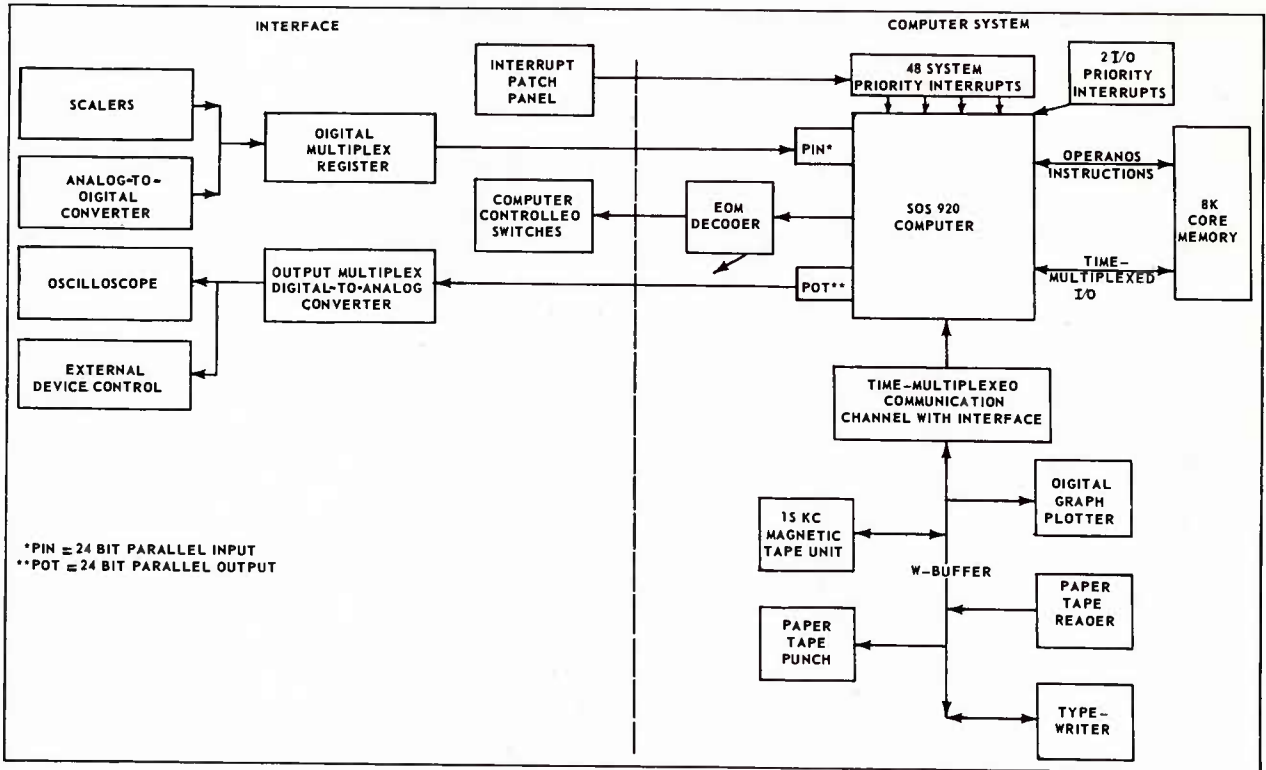 INTERFACE
COMPUTER SYSTEM
SCALERS
ANALOG-TO-
OIGITAL
CONVERTER
DIGITAL
MULTIPLEX
REGISTER
INTERRUPT
PATCH
PANEL
48 SYSTEM
PRIORITY INTERRUPTS
2 I/O
PRIORITY
INTERRUPTS
PIN*
COMPUTER
CONTROLLEO
SWITCHES
EOM
DECOOER
SOS 920
COMPUTER
OPERANOS
INSTRUCTIONS
8K
CORE
MEMORY
TIME-
MULTIPLEXED
I/O
OSCILLOSCOPE
OUTPUT MULTIPLEX
DIGITAL-TO-ANALOG
CONVERTER
POT**
EXTERNAL
DEVICE CONTROL
TIME-MULTIPLEXEO
COMMUNICATION
CHANNEL WITH INTERFACE
15 KC
MAGNETIC
TAPE UNIT
OIGITAL
GRAPH
PLOTTER
W-BUFFER
PAPER
TAPE
PUNCH
PAPER
TAPE
REAOER
TYPE-
WRITER
*PIN = 24 BIT PARALLEL INPUT
**POT = 24 BIT PARALLEL OUTPUT